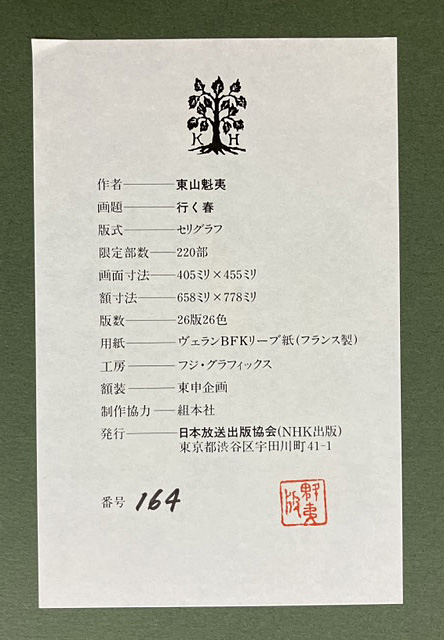 K H
作者――東山魁夷
画題――行く春
版式――セリグラフ
限定部数――220部
画面寸法――405ミリ×455ミリ
額寸法――658ミリ×778ミリ
版数――26版26色
用紙――ヴェランBFKリーブ紙(フランス製)
工房――フジ・グラフィックス
額装――東申企画
制作協力――組本社
発行――日本放送出版協会(NHK出版)
東京都渋谷区宇田川町41-1
番号 164